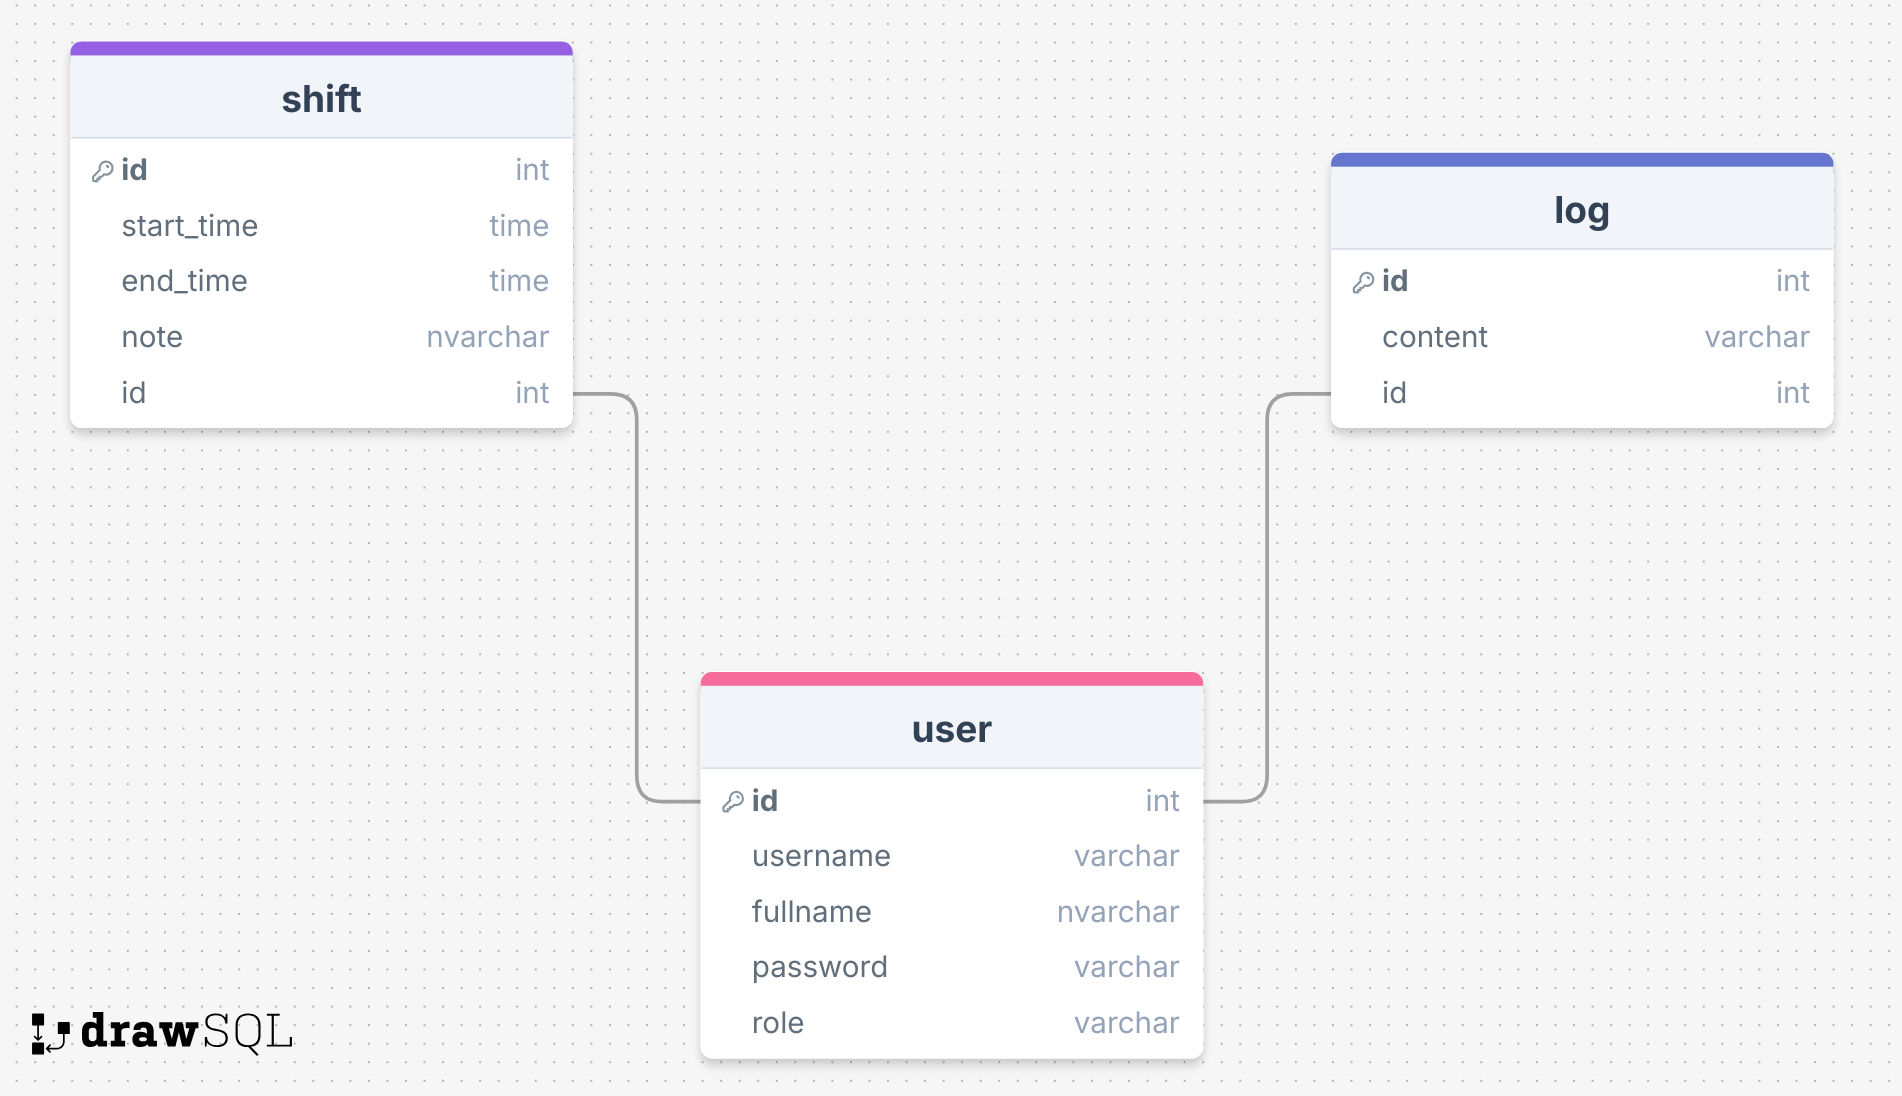 shift
id int
start_time time
end_time time
note nvarchar
id int
log
id int
content varchar
id int
user
id int
username varchar
fullname nvarchar
password varchar
role varchar
drawSQL